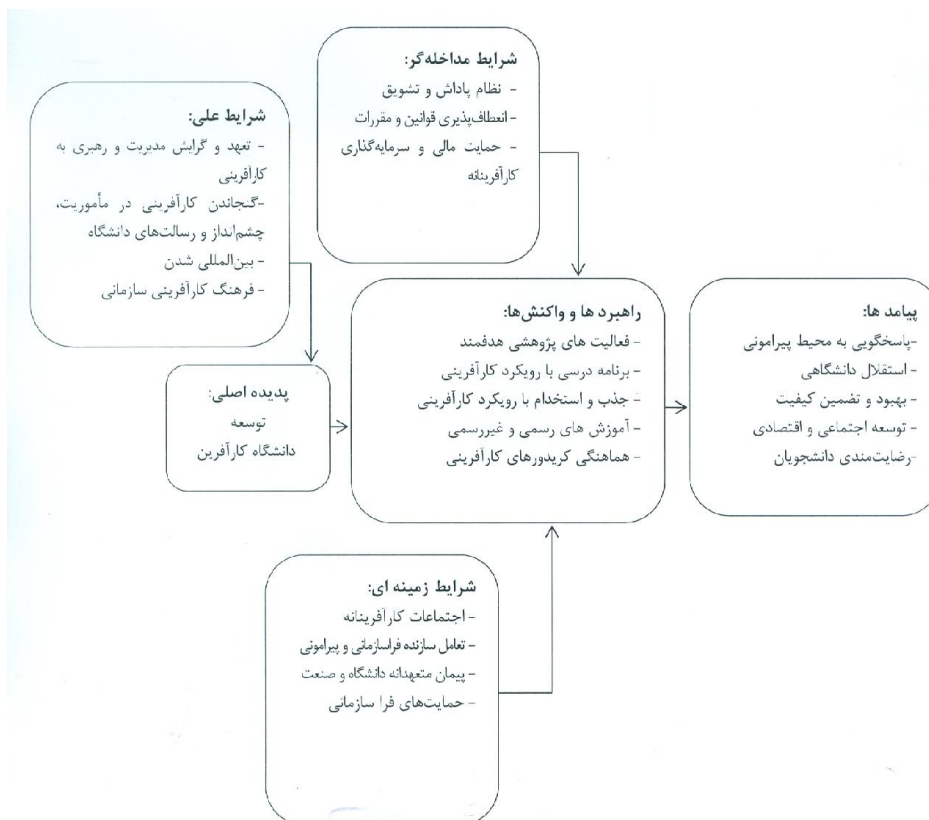 شرایط مداخله‌گر:
- نظام پاداش و تشویق
- انعطاف‌پذیری قوانین و مقررات
- حمایت مالی و سرمایه‌گذاری
کارآفرینانه
شرایط علی:
- تعهد و گرایش مدیریت و رهبری به
کارآفرینی
-گنجاندن کارآفرینی در مأموریت،
چشم‌انداز و رسالت‌های دانشگاه
- بین‌المللی شدن
- فرهنگ کارآفرینی سازمانی
پدیده اصلی:
توسعه
دانشگاه کارآفرین
راهبرد ها و واکنش‌ها:
- فعالیت های پژوهشی هدفمند
- برنامه درسی با رویکرد کارآفرینی
- جذب و استخدام با رویکرد کارآفرینی
- آموزش های رسمی و غیررسمی
- هماهنگی کریدورهای کارآفرینی
پیامد ها:
-پاسخگویی به محیط پیرامونی
- استقلال دانشگاهی
- بهبود و تضمین کیفیت
- توسعه اجتماعی و اقتصادی
-رضایت‌مندی دانشجویان
شرایط زمینه ای:
- اجتماعات کارآفرینانه
- تعامل سازنده فراسازمانی و پیرامونی
- پیمان متعهدانه دانشگاه و صنعت
- حمایت‌های فرا سازمانی